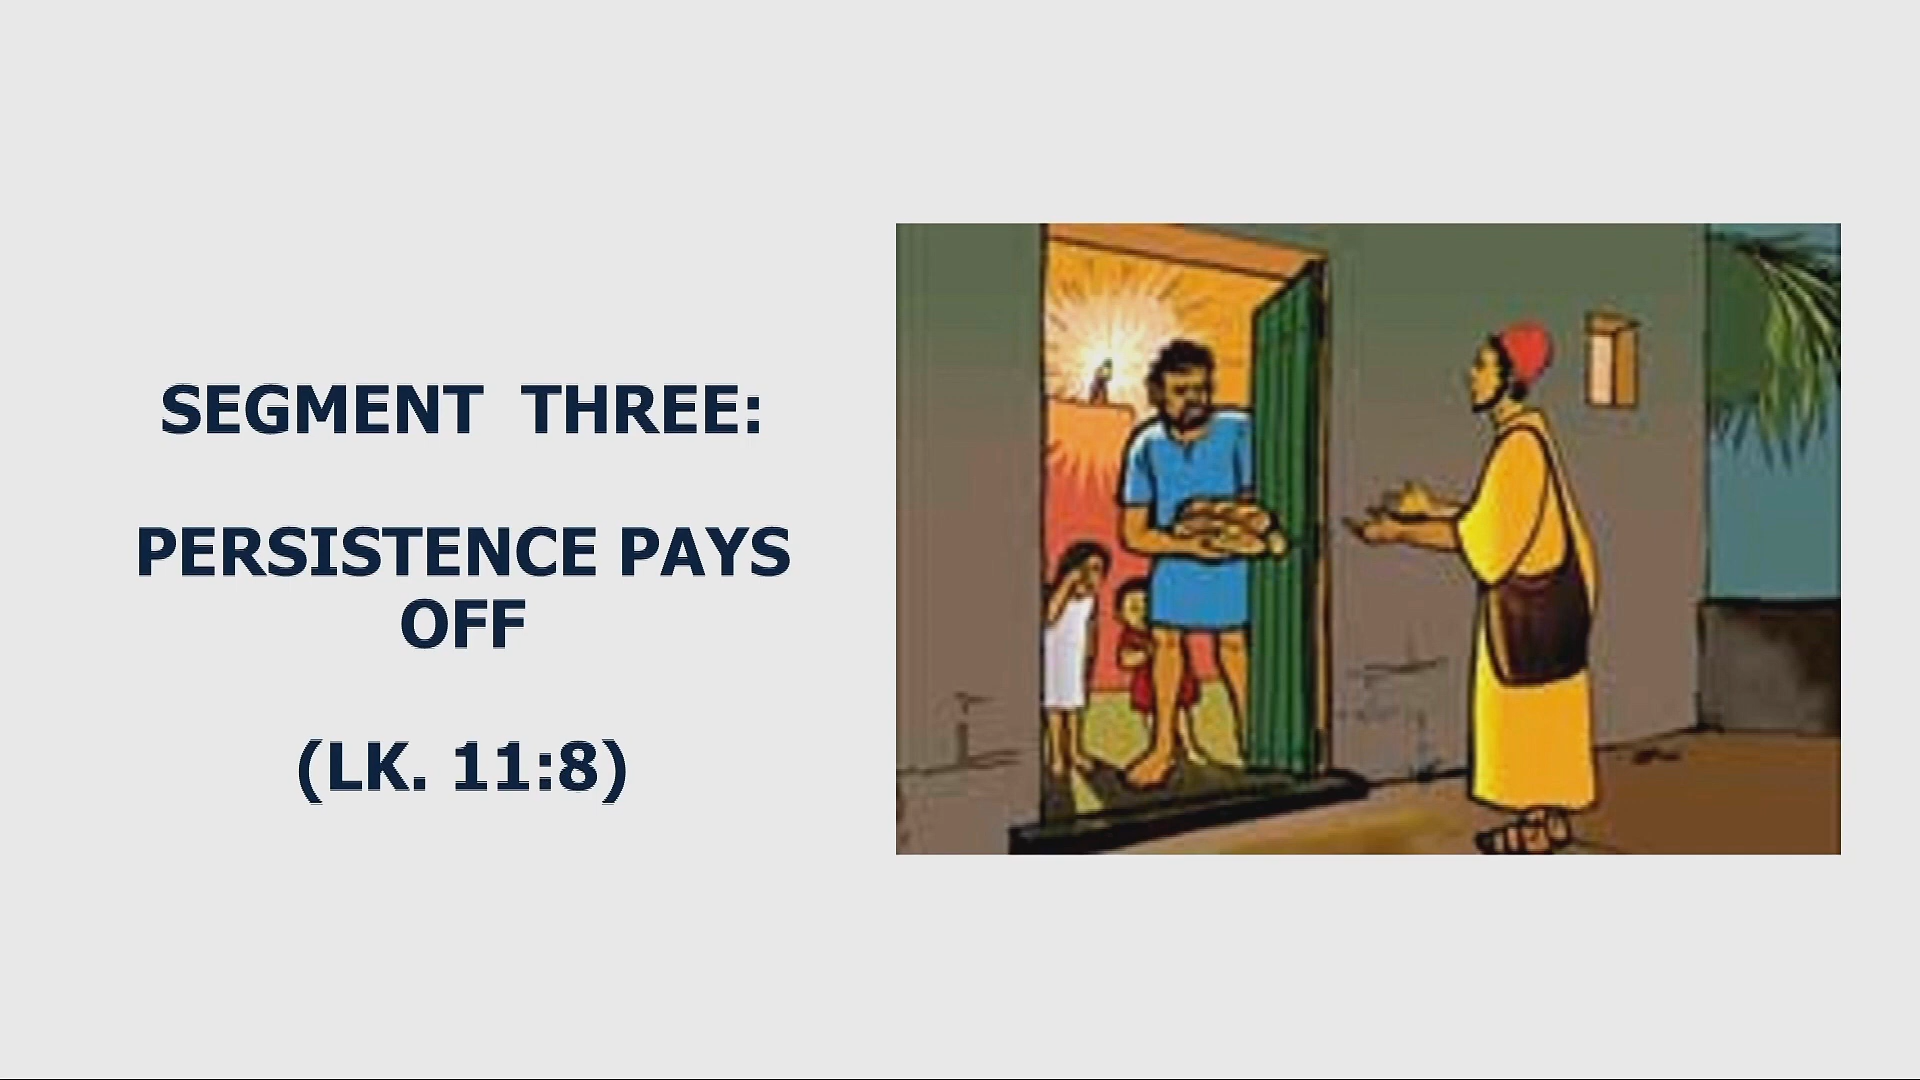 SEGMENT THREE:
PERSISTENCE PAYS
OFF
(LK. 11:8)